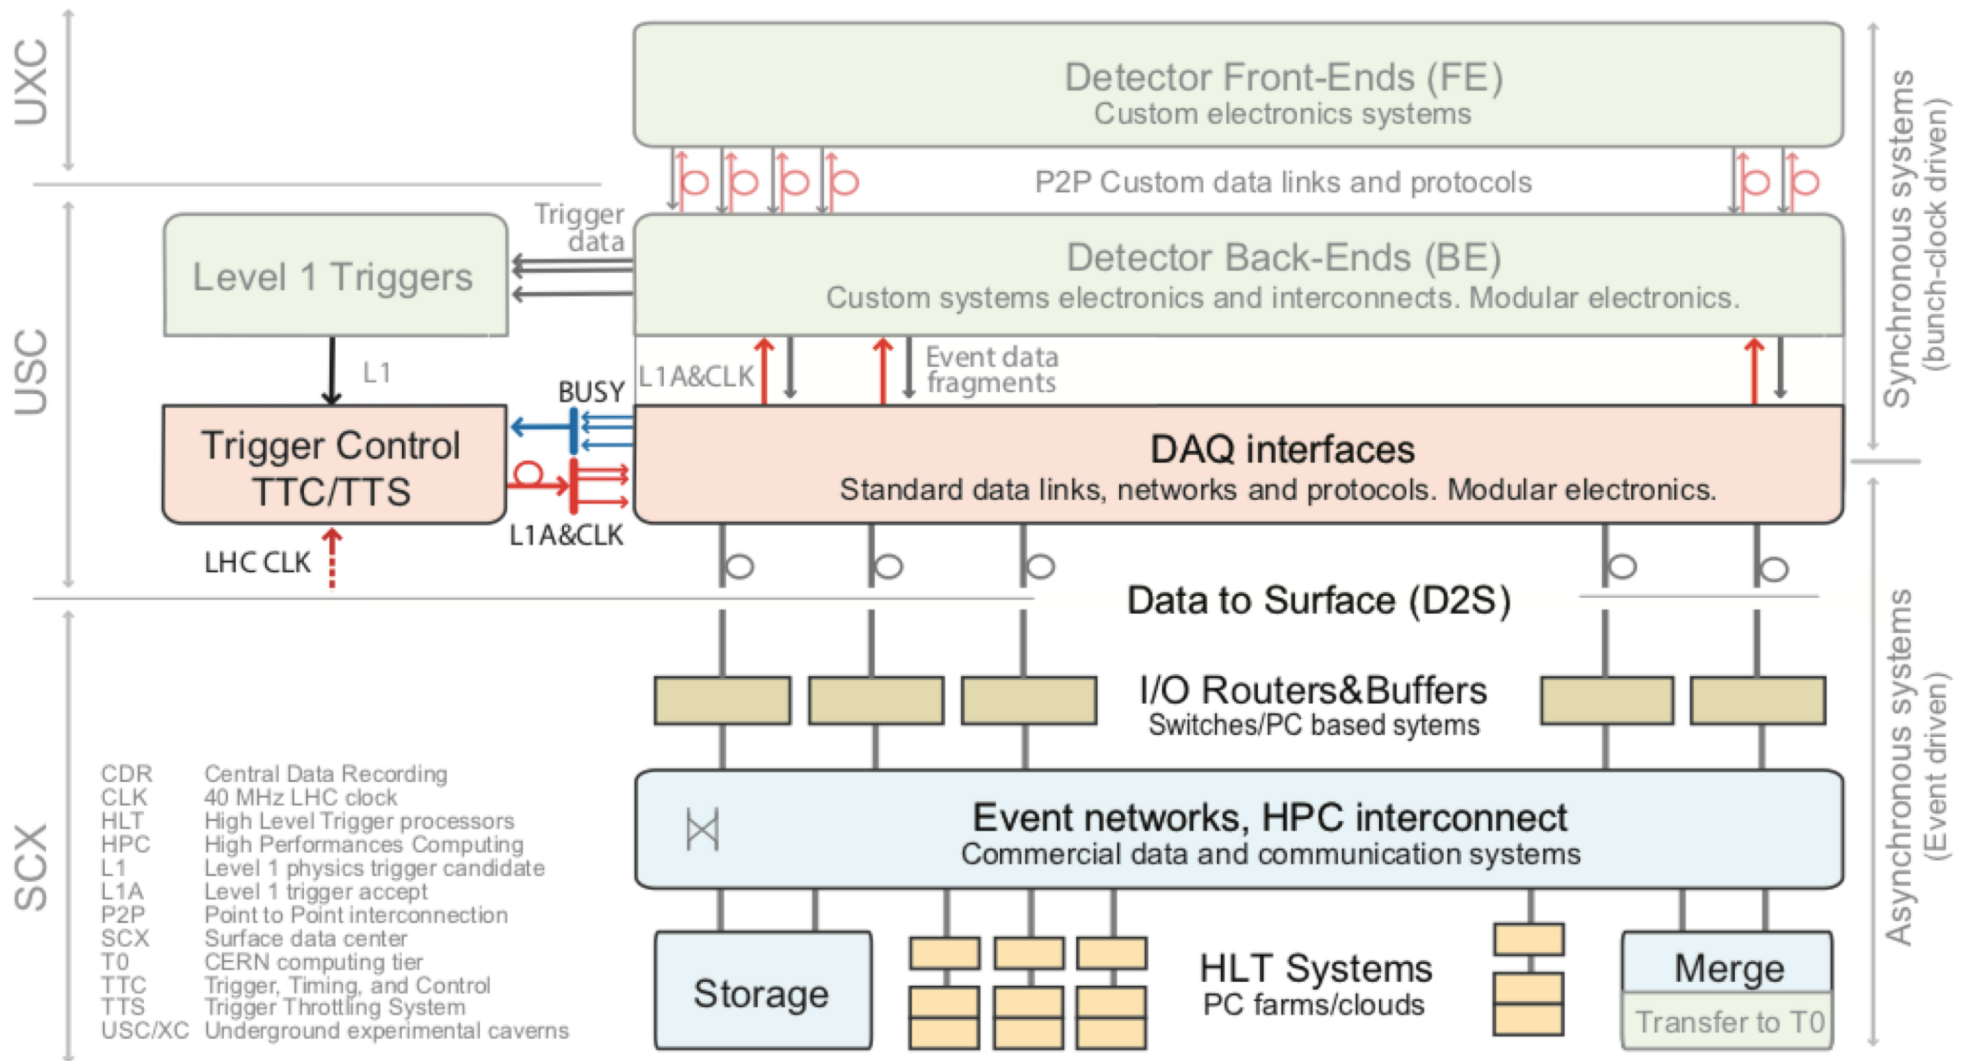 UXC
Detector Front-Ends (FE)
Custom electronics systems
P2P Custom data links and protocols
Synchronous systems
(bunch-clock driven)
USC
Trigger
data
Level 1 Triggers
Detector Back-Ends (BE)
Custom systems electronics and interconnects. Modular electronics.
L1
L1A&CLK
Event data
fragments
BUSY
Trigger Control
TTC/TTS
DAQ interfaces
Standard data links, networks and protocols. Modular electronics.
L1A&CLK
LHC CLK
Data to Surface (D2S)
Asynchronous systems
(Event driven)
I/O Routers&Buffers
Switches/PC based sytems
SCX
Event networks, HPC interconnect
Commercial data and communication systems
Storage
HLT Systems
PC farms/clouds
Merge
Transfer to T0
CDR Central Data Recording
CLK 40 MHz LHC clock
HLT High Level Trigger processors
HPC High Performances Computing
L1 Level 1 physics trigger candidate
L1A Level 1 trigger accept
P2P Point to Point interconnection
SCX Surface data center
T0 CERN computing tier
TTC Trigger, Timing, and Control
TTS Trigger Throttling System
USC/XC Underground experimental caverns